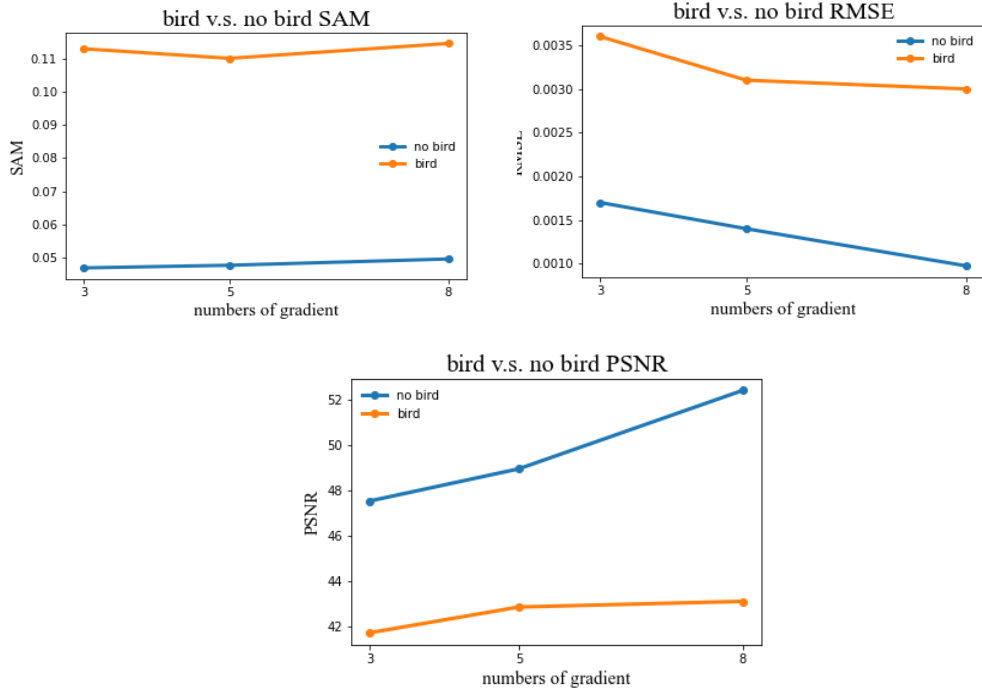 bird v.s. no bird SAM
0.11
0.10
0.09
0.08
0.07
0.06
0.05
SAM
no bird
bird
3 5 8
numbers of gradient
bird v.s. no bird RMSE
0.0035
0.0030
0.0025
0.0020
0.0015
0.0010
RMSE
no bird
bird
3 5 8
numbers of gradient
bird v.s. no bird PSNR
52
50
48
46
44
42
PSNR
no bird
bird
3 5 8
numbers of gradient